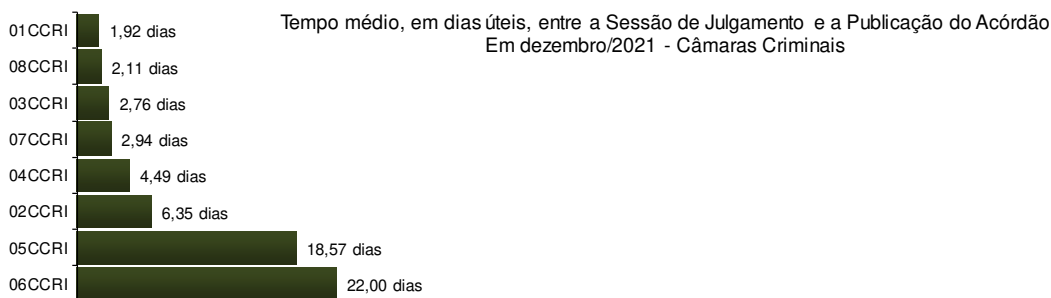 Tempo médio, em dias úteis, entre a Sessão de Julgamento e a Publicação do Acórdão
Em dezembro/2021 - Câmaras Criminais
01CCRI 1,92 dias
08CCRI 2,11 dias
03CCRI 2,76 dias
07CCRI 2,94 dias
04CCRI 4,49 dias
02CCRI 6,35 dias
05CCRI 18,57 dias
06CCRI 22,00 dias